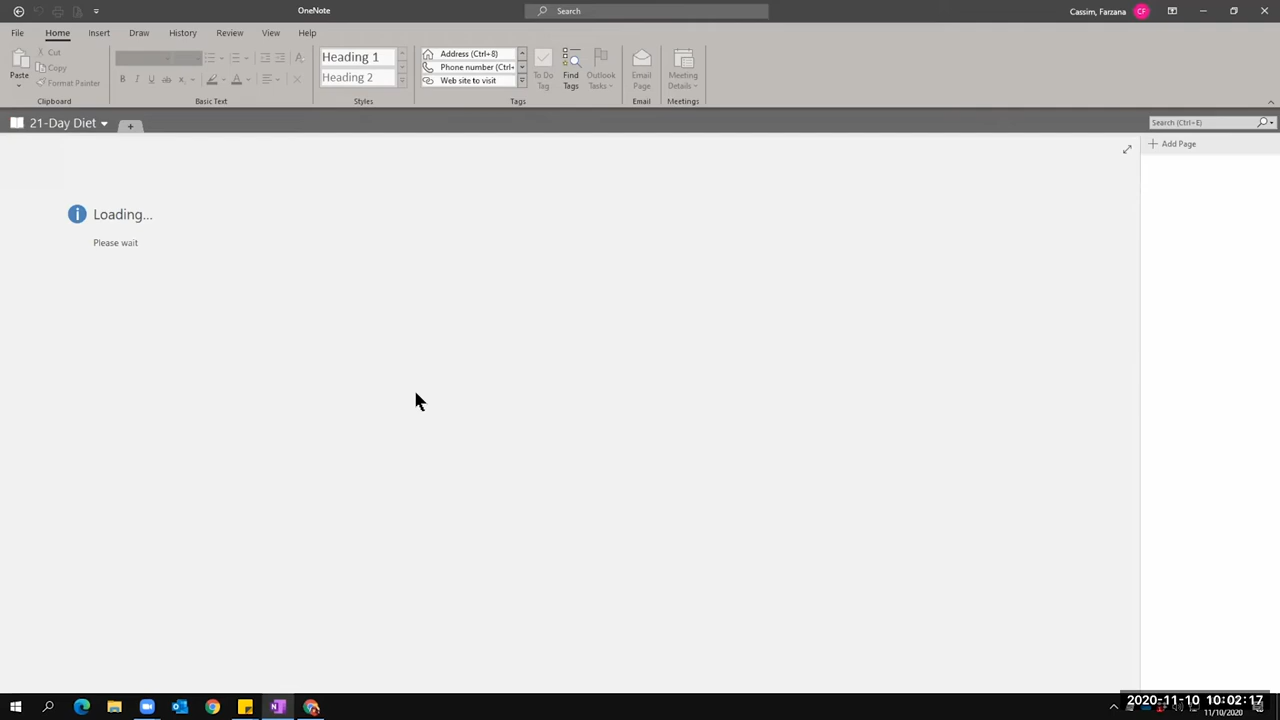 OneNote
Search
Cassim, Farzana
CF
File
Home
Insert
Draw
History
Review
View
Help
Paste
Cut
Copy
Format Painter
B I U ab
Heading 1
Heading 2
Address (Ctrl+8)
Phone number (Ctrl+
Web site to visit
To Do
Tag
Find
Tags
Outlook
Tasks
Email
Page
Meeting
Details
Clipboard
Basic Text
Styles
Tags
Email
Meetings
21-Day Diet
Search (Ctrl+E)
Add Page
Loading...
Please wait
2020-11-10 10:02:17
11/10/2020